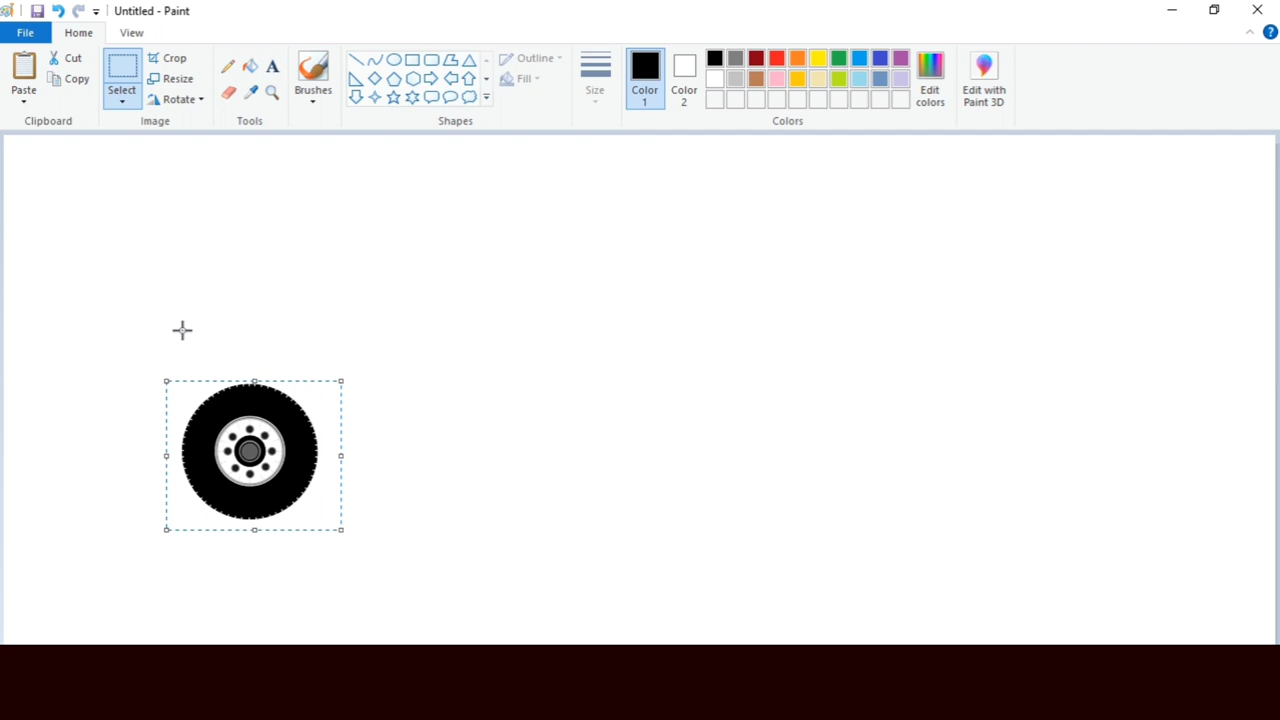 Untitled - Paint
File
Home
View
Paste
Cut
Copy
Clipboard
Select
Crop
Resize
Rotate
Image
A
Tools
Brushes
Shapes
Outline
Fill
Size
Color 1
Color 2
Edit colors
Colors
Edit with Paint 3D
?